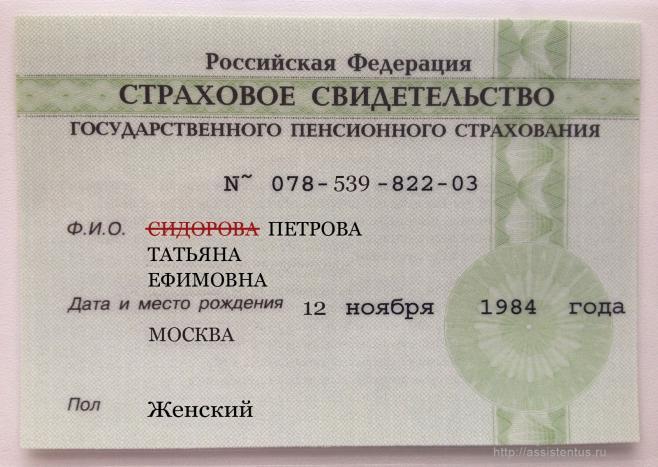 Российская Федерация
СТРАХОВОЕ СВИДЕТЕЛЬСТВО
ГОСУДАРСТВЕННОГО ПЕНСИОННОГО СТРАХОВАНИЯ
N~ 078-539-822-03
Ф.И.О. СИДОРОВА ПЕТРОВА
ТАТЬЯНА
ЕФИМОВНА
Дата и место рождения 12 ноября 1984 года
МОСКВА
Пол Женский
http://assistentus.ru